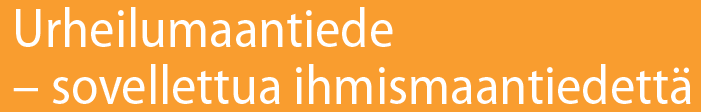 Urheilumaantiede
– sovellettua ihmismaantiedettä